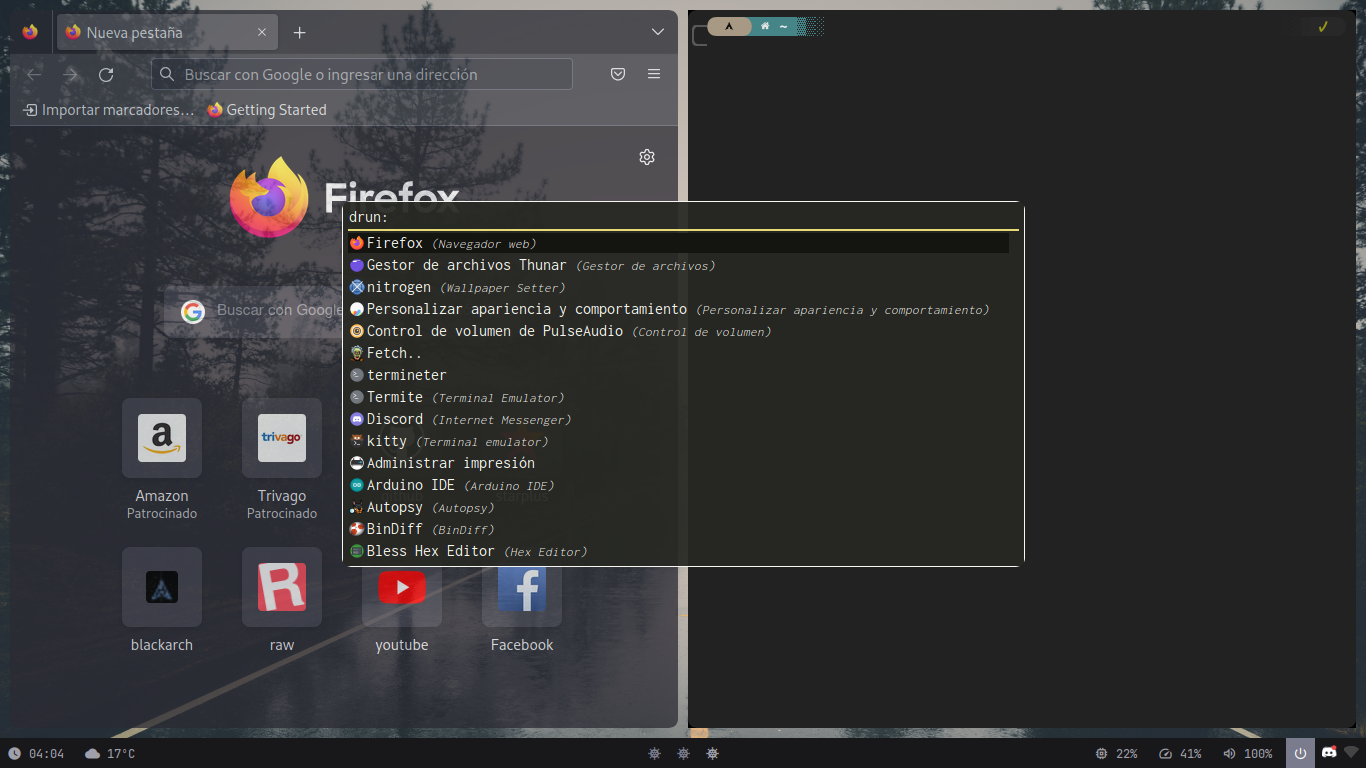 Nueva pestaña
Buscar con Google o ingresar una dirección
Importar marcadores…
Getting Started
Firefox
Buscar con Google
Amazon
Patrocinado
trivago
Trivago
Patrocinado
blackarch
raw
youtube
Facebook
~
drun:
Firefox (Navegador web)
Gestor de archivos Thunar (Gestor de archivos)
nitrogen (Wallpaper Setter)
Personalizar apariencia y comportamiento (Personalizar apariencia y comportamiento)
Control de volumen de PulseAudio (Control de volumen)
Fetch..
termineter
Termite (Terminal Emulator)
Discord (Internet Messenger)
kitty (Terminal emulator)
Administrar impresión
Arduino IDE (Arduino IDE)
Autopsy (Autopsy)
BinDiff (BinDiff)
Bless Hex Editor (Hex Editor)
04:04
17°C
22%
41%
100%